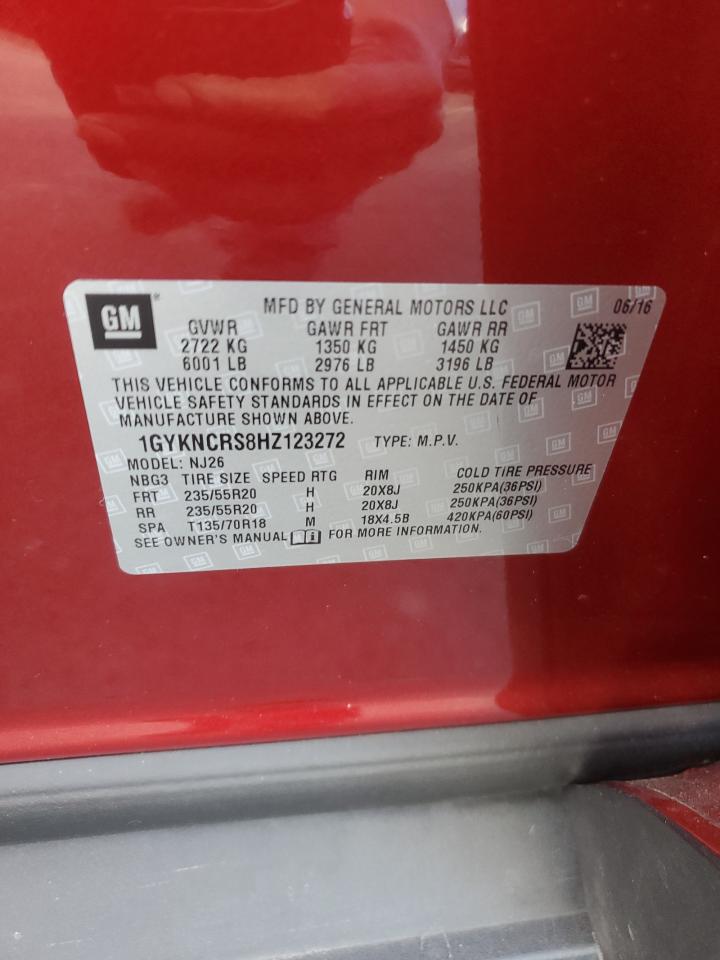 GM ® MFD BY GENERAL MOTORS LLC 06/16
GVWR GAWR FRT GAWR RR
2722 KG 1350 KG 1450 KG
6001 LB 2976 LB 3196 LB
THIS VEHICLE CONFORMS TO ALL APPLICABLE U.S. FEDERAL MOTOR
VEHICLE SAFETY STANDARDS IN EFFECT ON THE DATE OF
MANUFACTURE SHOWN ABOVE.
1GYKNCRS8HZ123272 TYPE: M.P.V.
MODEL: NJ26
NBG3 TIRE SIZE SPEED RTG RIM COLD TIRE PRESSURE
FRT 235/55R20 H 20X8J 250KPA(36PSI)
RR 235/55R20 H 20X8J 250KPA(36PSI)
SPA T135/70R18 M 18X4.5B 420KPA(60PSI)
SEE OWNER'S MANUAL FOR MORE INFORMATION.